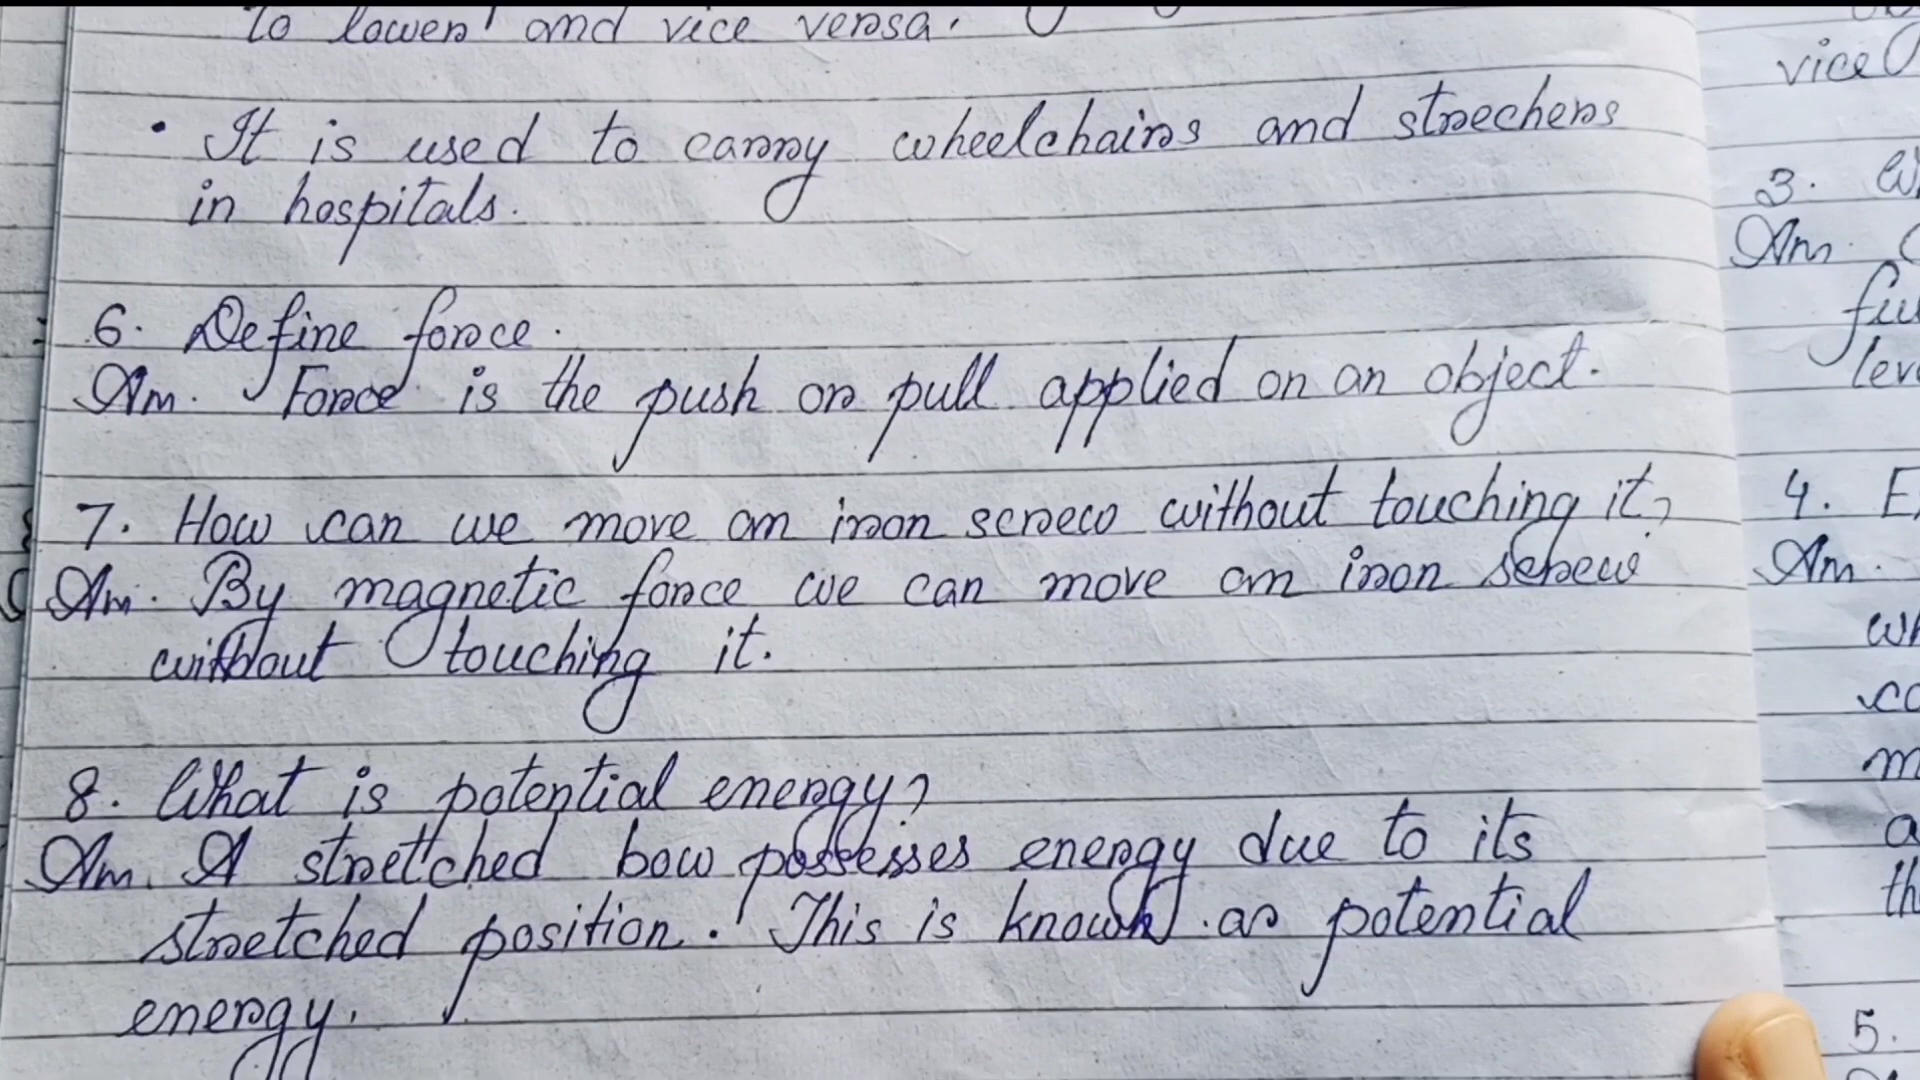 to lower and vice versa.
• It is used to carry wheelchairs and strechers
in hospitals.
6. Define force.
Ans. Force is the push or pull applied on an object.
7. How can we move an iron screw without touching it?
Ans. By magnetic force we can move an iron screw
without touching it.
8. What is potential energy?
Ans. A stretched bow possesses energy due to its
stretched position. This is known as potential
energy.
vice
3.
Ans.
4.
Ans.
5.